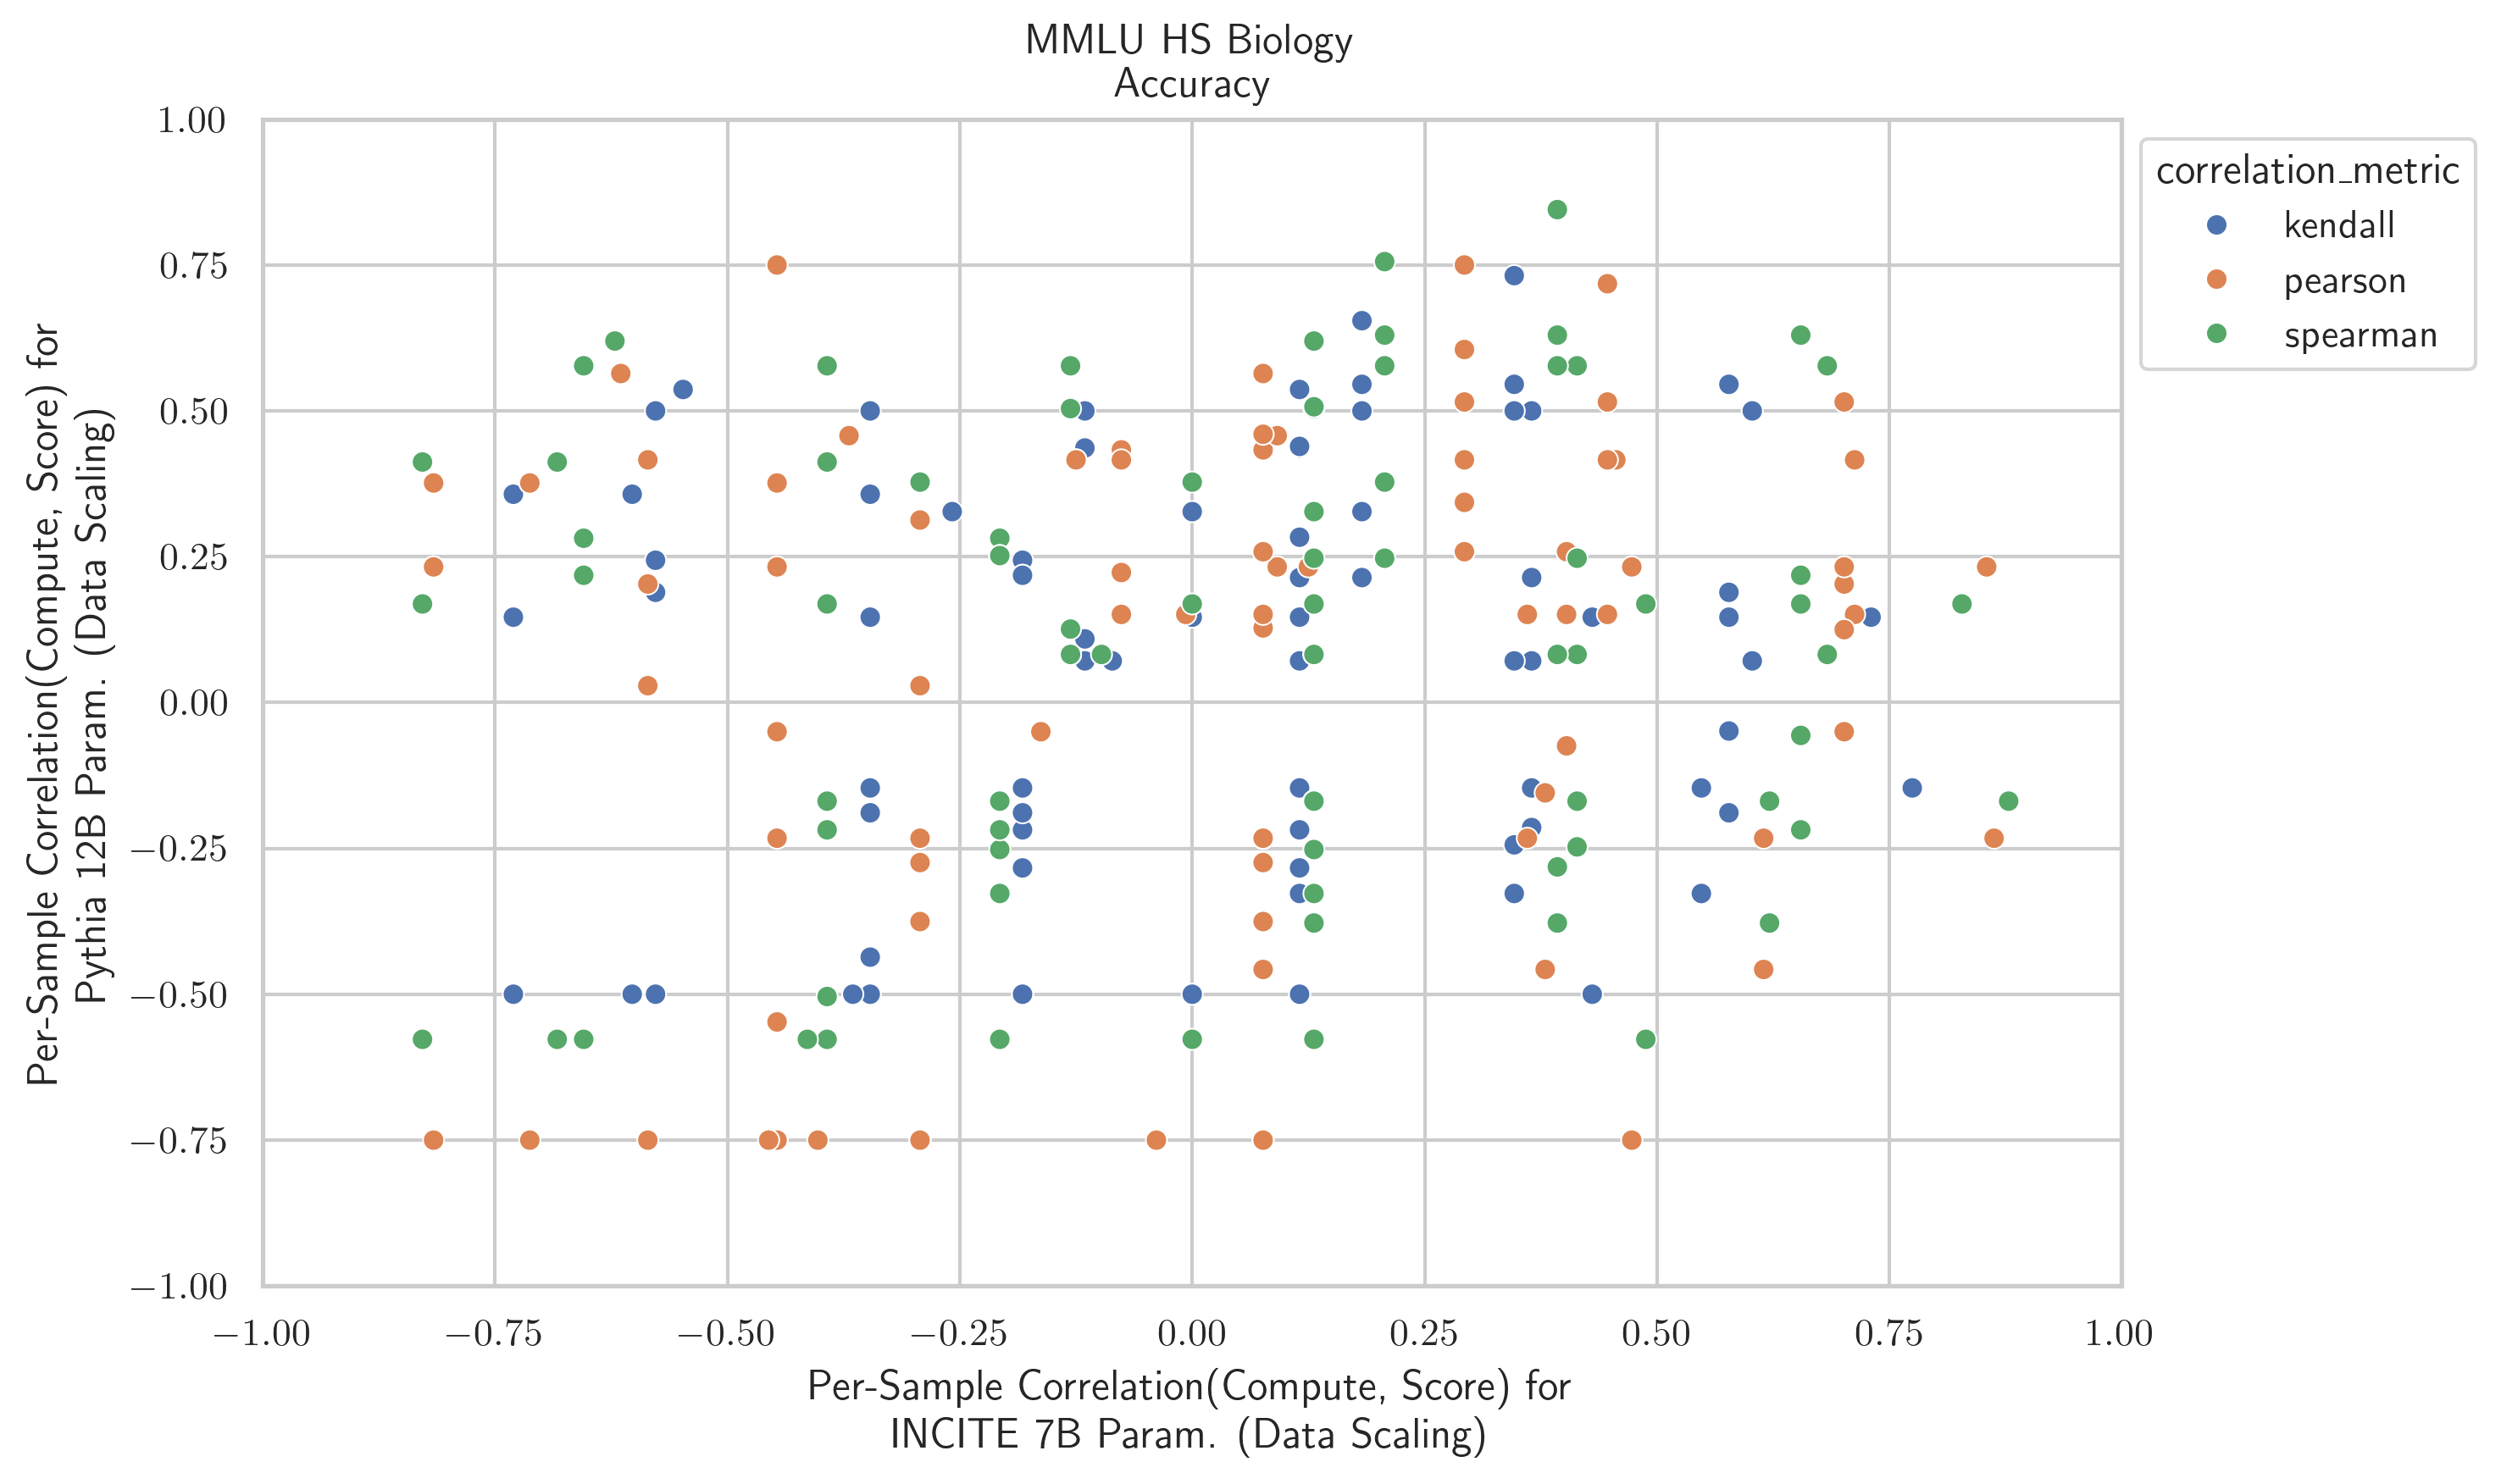 MMLU HS Biology
Accuracy
Per-Sample Correlation(Compute, Score) for
Pythia 12B Param. (Data Scaling)
1.00
0.75
0.50
0.25
0.00
−0.25
−0.50
−0.75
−1.00
−1.00 −0.75 −0.50 −0.25 0.00 0.25 0.50 0.75 1.00
Per-Sample Correlation(Compute, Score) for
INCITE 7B Param. (Data Scaling)
correlation_metric
kendall
pearson
spearman